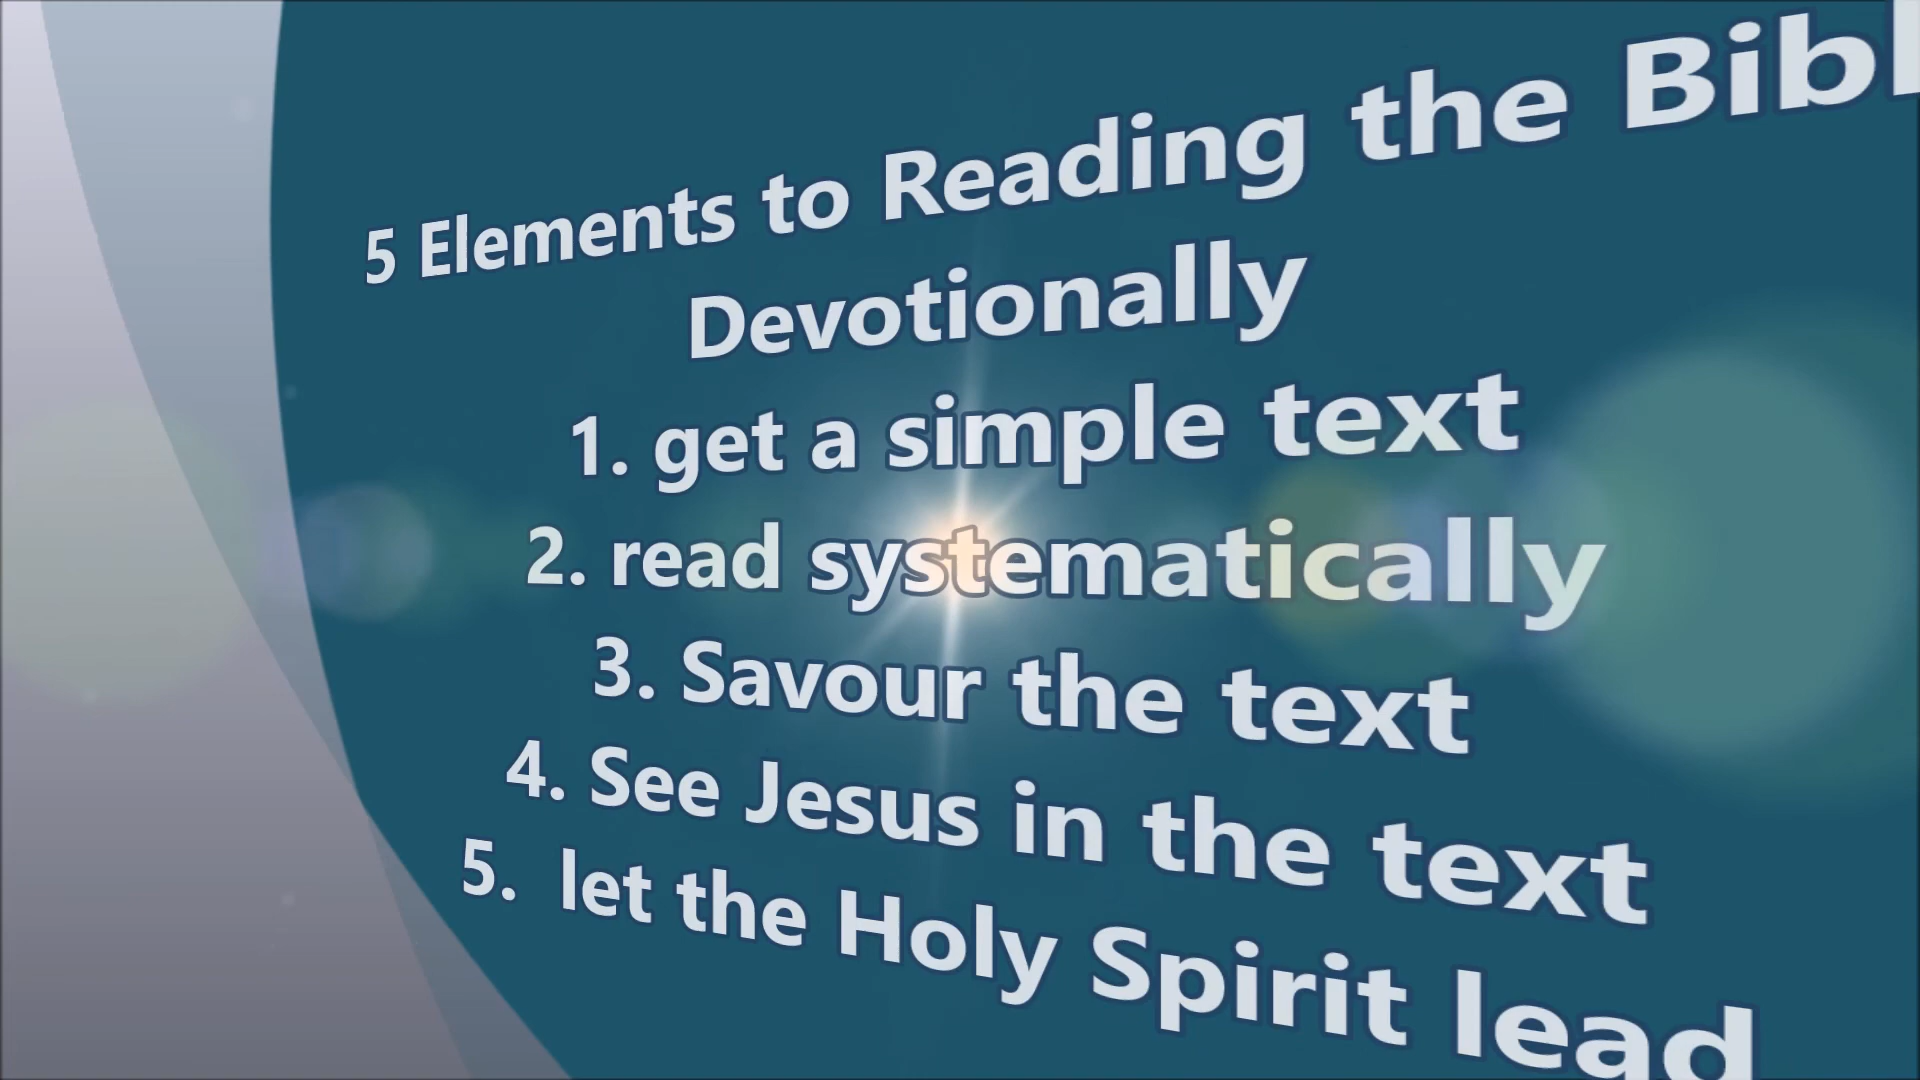 5 Elements to Reading the Bibl
Devotionally
1. get a simple text
2. read systematically
3. Savour the text
4. See Jesus in the text
5. let the Holy Spirit lead